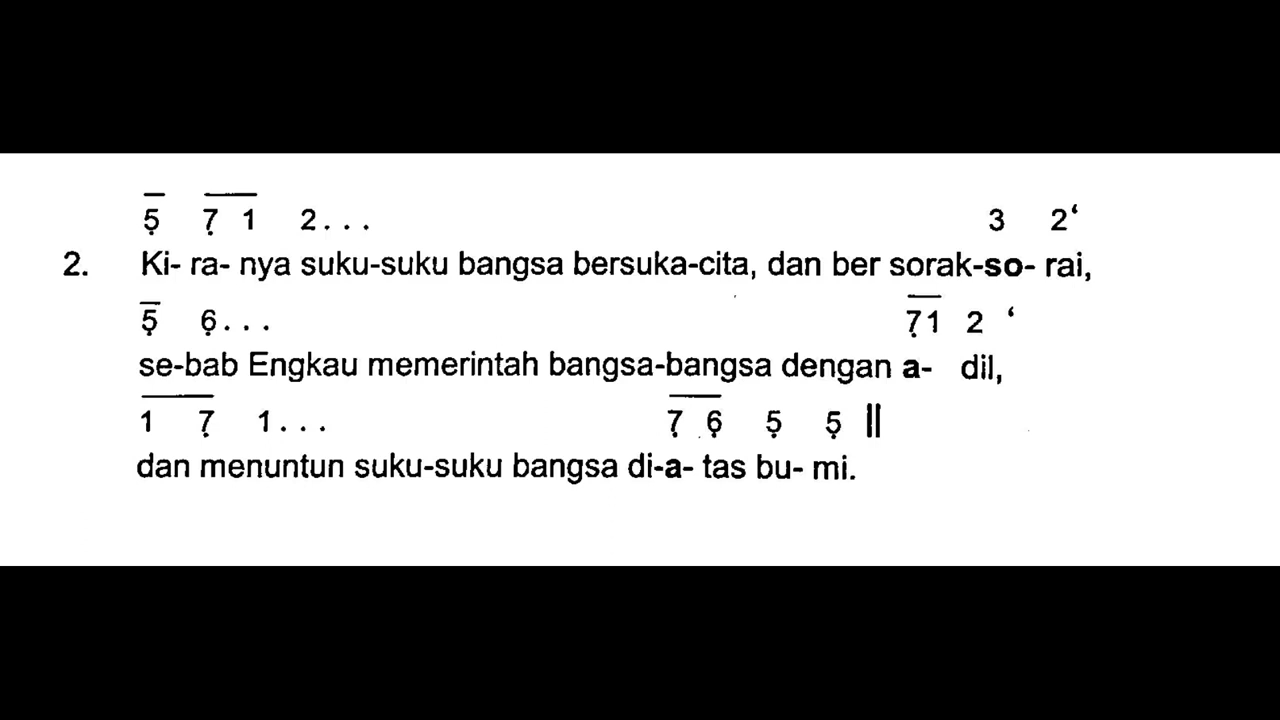 5̣ 7̣ 1 2 . . . 3 2‘
2. Ki- ra- nya suku-suku bangsa bersuka-cita, dan ber sorak-so- rai,
5̣ 6̣ . . . 7̣1 2 ‘
se-bab Engkau memerintah bangsa-bangsa dengan a- dil,
1 7̣ 1 . . . 7̣ 6̣ 5̣ 5̣ ||
dan menuntun suku-suku bangsa di-a- tas bu- mi.